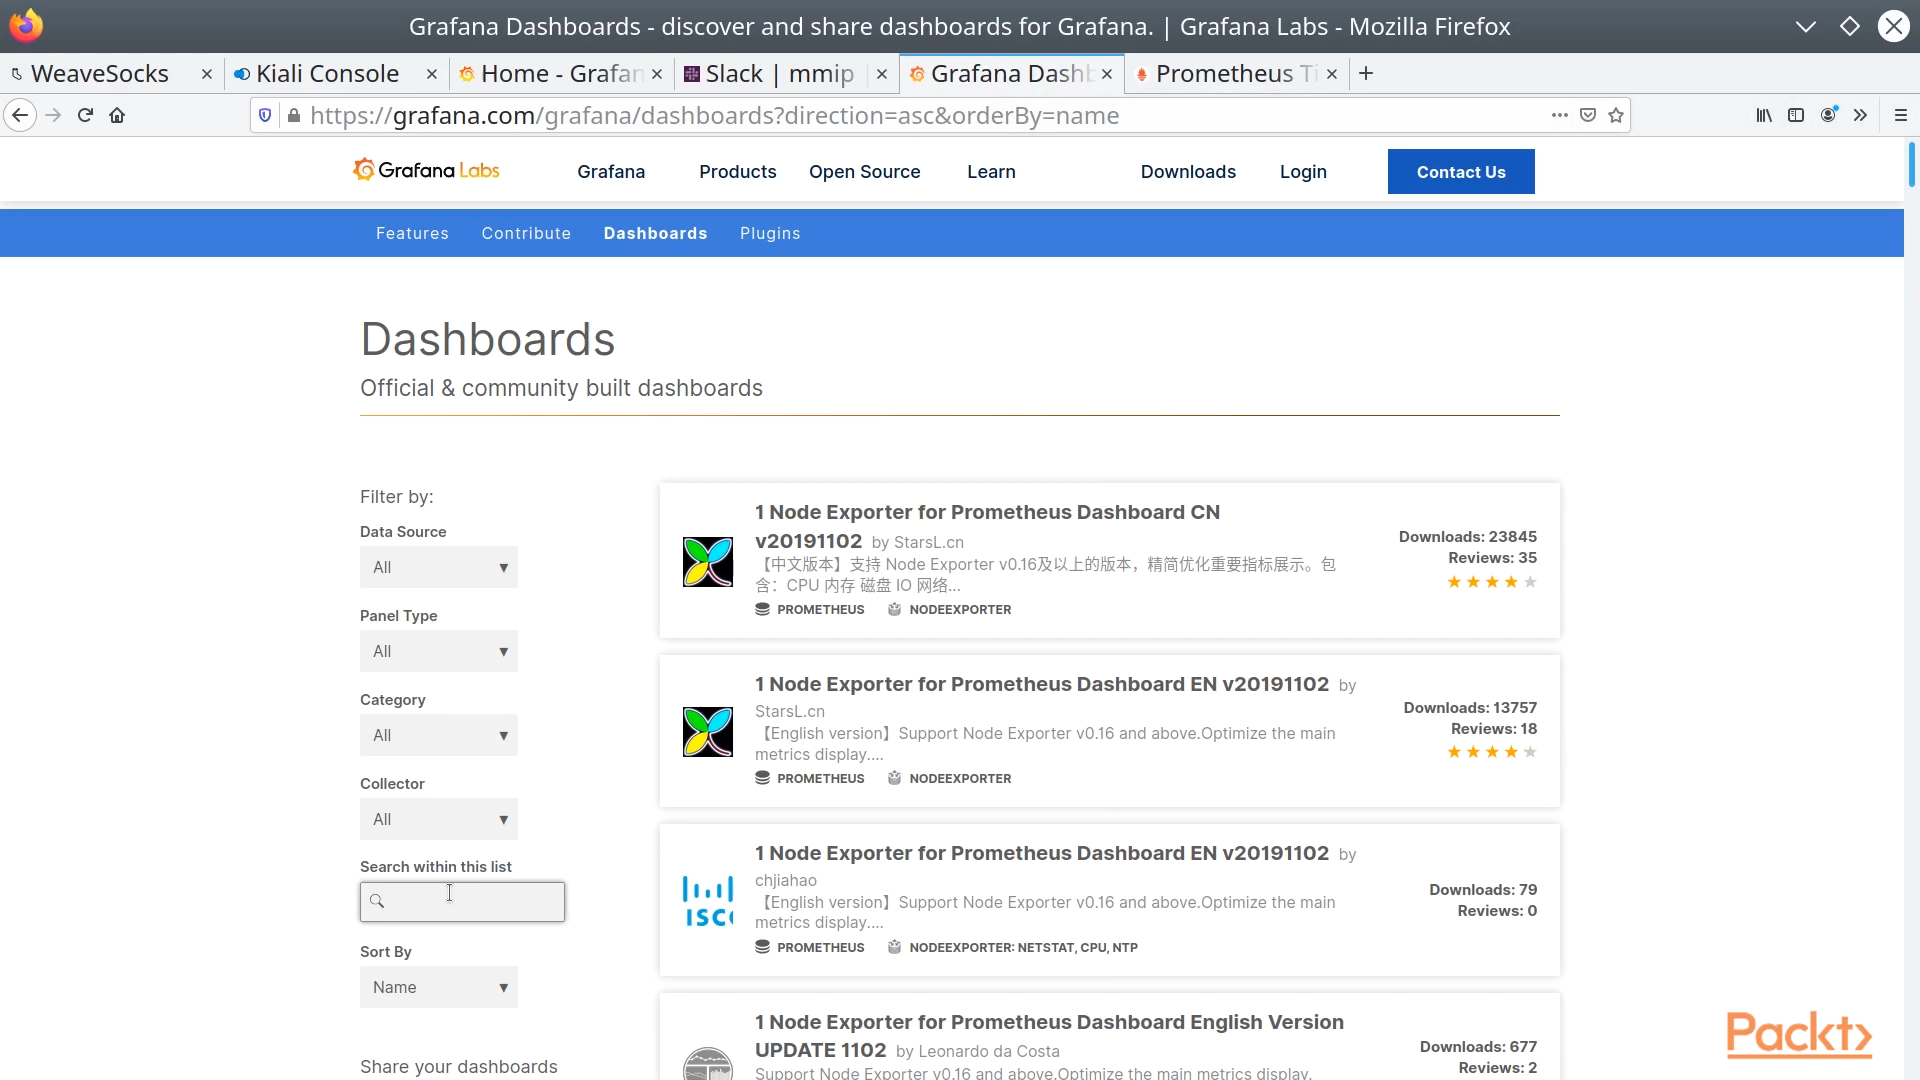 Grafana Dashboards - discover and share dashboards for Grafana. | Grafana Labs - Mozilla Firefox
WeaveSocks
Kiali Console
Home - Grafan
Slack | mmip
Grafana Dashb
Prometheus Ti
https://grafana.com/grafana/dashboards?direction=asc&orderBy=name
Grafana Labs
Grafana
Products
Open Source
Learn
Downloads
Login
Contact Us
Features
Contribute
Dashboards
Plugins
Dashboards
Official & community built dashboards
Filter by:
Data Source
All
Panel Type
All
Category
All
Collector
All
Search within this list
Sort By
Name
Share your dashboards
1 Node Exporter for Prometheus Dashboard CN
v20191102 by StarsL.cn
【中文版本】支持 Node Exporter v0.16及以上的版本，精简优化重要指标展示。包
含：CPU 内存 磁盘 IO 网络...
PROMETHEUS NODEEXPORTER
Downloads: 23845
Reviews: 35
1 Node Exporter for Prometheus Dashboard EN v20191102 by
StarsL.cn
【English version】Support Node Exporter v0.16 and above.Optimize the main
metrics display....
PROMETHEUS NODEEXPORTER
Downloads: 13757
Reviews: 18
1 Node Exporter for Prometheus Dashboard EN v20191102 by
chjiahao
【English version】Support Node Exporter v0.16 and above.Optimize the main
metrics display....
PROMETHEUS NODEEXPORTER: NETSTAT, CPU, NTP
Downloads: 79
Reviews: 0
ISC
1 Node Exporter for Prometheus Dashboard English Version
UPDATE 1102 by Leonardo da Costa
Support Node Exporter v0.16 and above.Optimize the main metrics display.
Downloads: 677
Reviews: 2
Packt>